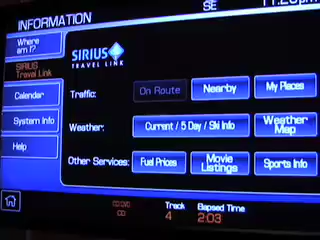 INFORMATION
SE
Where am I?
SIRIUS Travel Link
Calendar
System Info
Help
SIRIUS
TRAVEL LINK
Traffic: On Route Nearby My Places
Weather: Current / 5 Day / Ski Info Weather Map
Other Services: Fuel Prices Movie Listings Sports Info
CD
Track 4
Elapsed Time 2:03